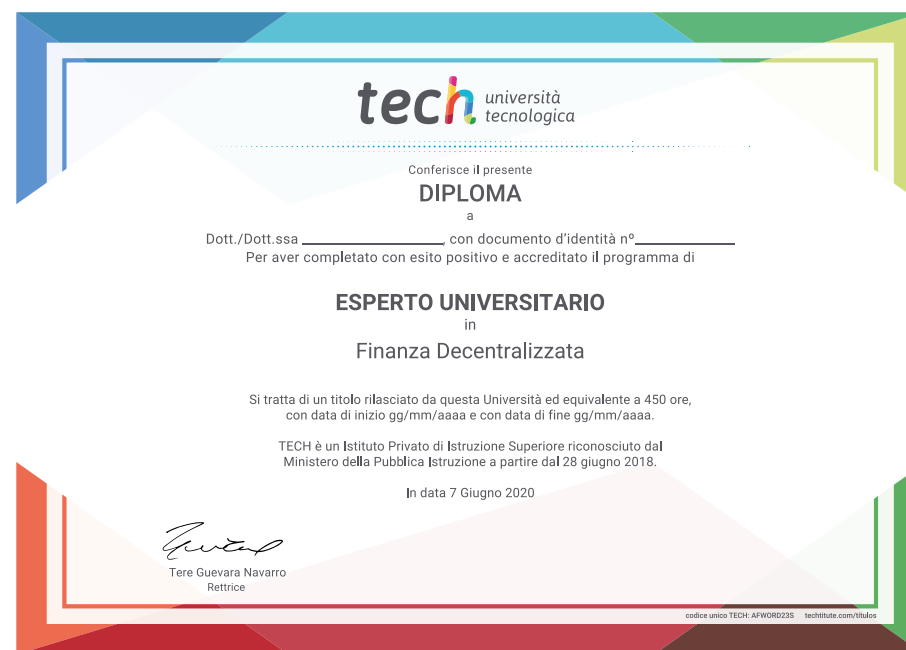 tech università
tecnologica
Conferisce il presente
DIPLOMA
a
Dott./Dott.ssa ____________________, con documento d'identità nº______________
Per aver completato con esito positivo e accreditato il programma di
ESPERTO UNIVERSITARIO
in
Finanza Decentralizzata
Si tratta di un titolo rilasciato da questa Università ed equivalente a 450 ore,
con data di inizio gg/mm/aaaa e con data di fine gg/mm/aaaa.
TECH è un Istituto Privato di Istruzione Superiore riconosciuto dal
Ministero della Pubblica Istruzione a partire dal 28 giugno 2018.
In data 7 Giugno 2020
Tere Guevara Navarro
Rettrice
codice unico TECH: AFWORD23S techtitute.com/titulos